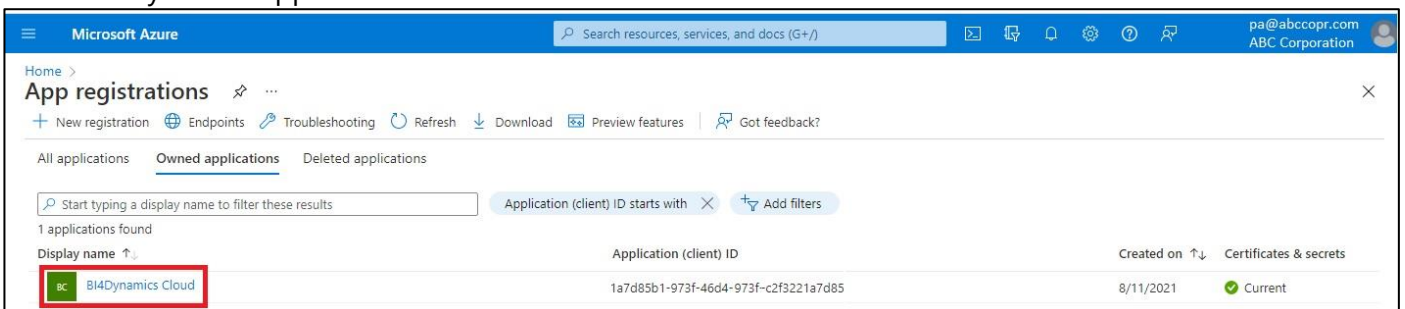 Microsoft Azure
Search resources, services, and docs (G+/)
pa@abccopr.com
ABC Corporation
Home >
App registrations
New registration Endpoints Troubleshooting Refresh Download Preview features Got feedback?
All applications Owned applications Deleted applications
Start typing a display name to filter these results Application (client) ID starts with Add filters
1 applications found
Display name Application (client) ID Created on Certificates & secrets
BC BI4Dynamics Cloud 1a7d85b1-973f-46d4-973f-c2f3221a7d85 8/11/2021 Current